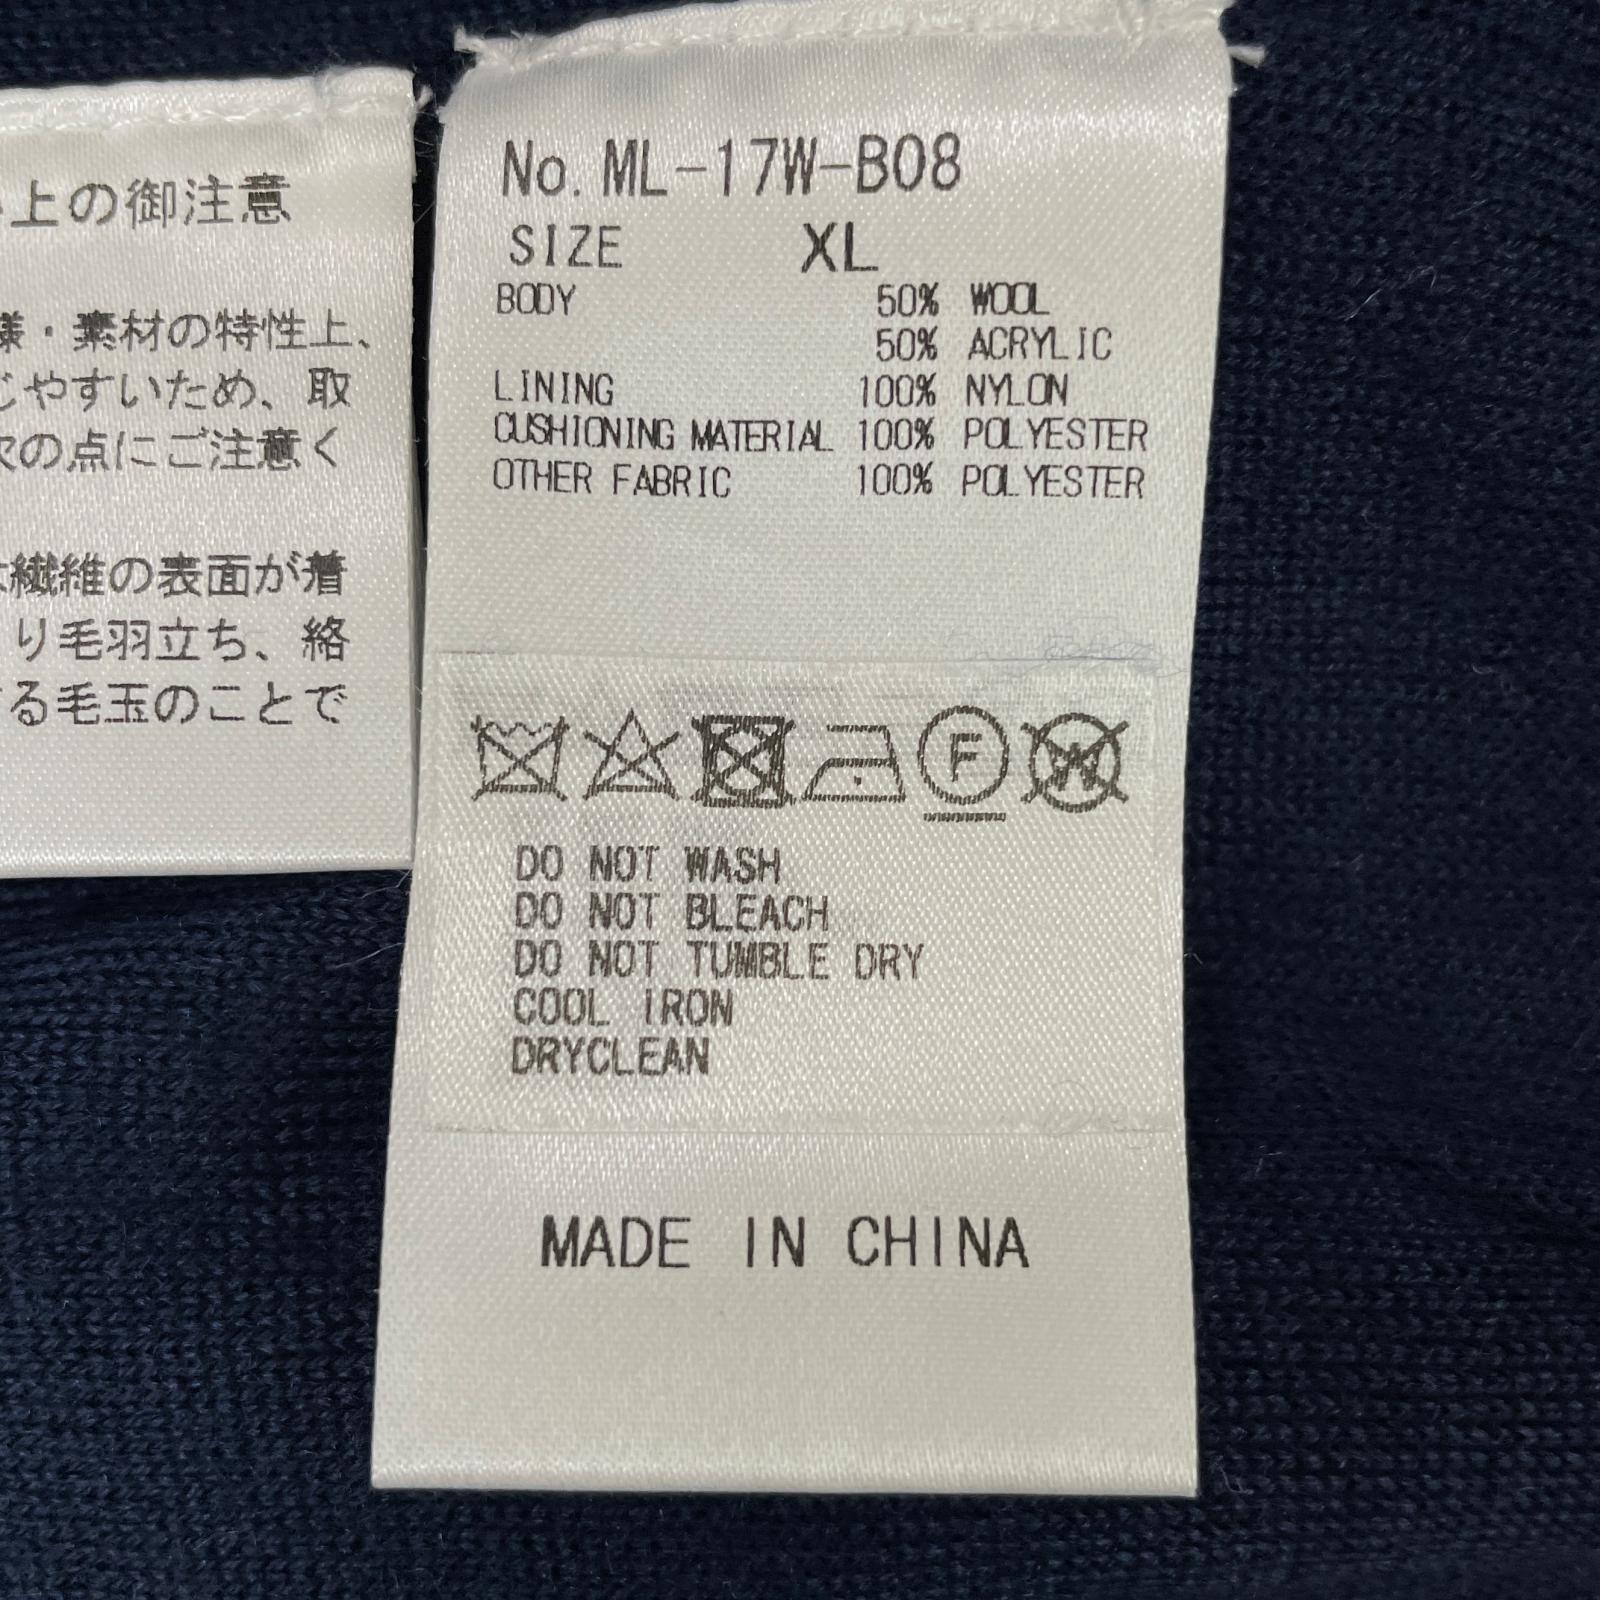 上の御注意
様・素材の特性上、
じやすいため、取
次の点にご注意く
繊維の表面が着
り毛羽立ち、絡
る毛玉のことで
No. ML-17W-B08
SIZE XL
BODY 50% WOOL
50% ACRYLIC
LINING 100% NYLON
CUSHIONING MATERIAL 100% POLYESTER
OTHER FABRIC 100% POLYESTER
F W
DO NOT WASH
DO NOT BLEACH
DO NOT TUMBLE DRY
COOL IRON
DRYCLEAN
MADE IN CHINA